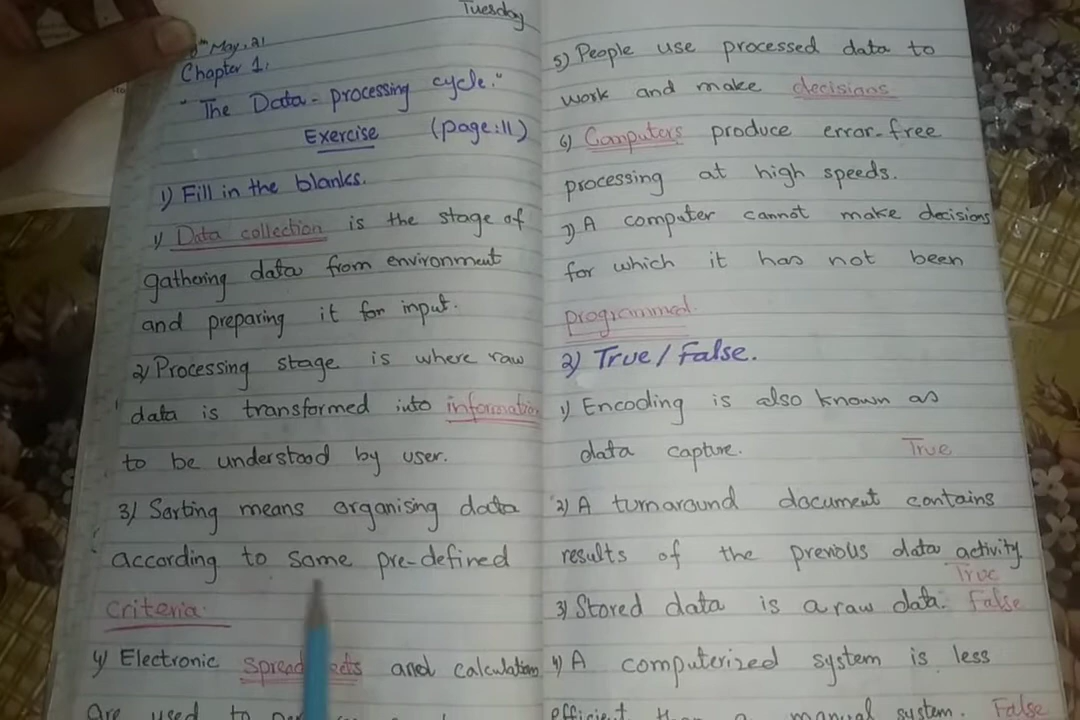 Tuesday
May, 21
Chapter 1,
"The Data-processing cycle."
Exercise (page:11)
1) Fill in the blanks.
1) Data collection is the stage of
gathering data from environment
and preparing it for input.
2) Processing stage is where raw
data is transformed into information
to be understood by user.
3) Sorting means organising data
according to some pre-defined
criteria.
4) Electronic and calculation
are used to
5) People use processed data to
work and make decisions
6) Computers produce error-free
processing at high speeds.
7) A computer cannot make decisions
for which it has not been
programmed.
2) True/False.
1) Encoding is also known as
data capture. True
2) A turnaround document contains
results of the previous data activity.
True
3) Stored data is a raw data. False
4) A computerized system is less
efficient than a manual system. False